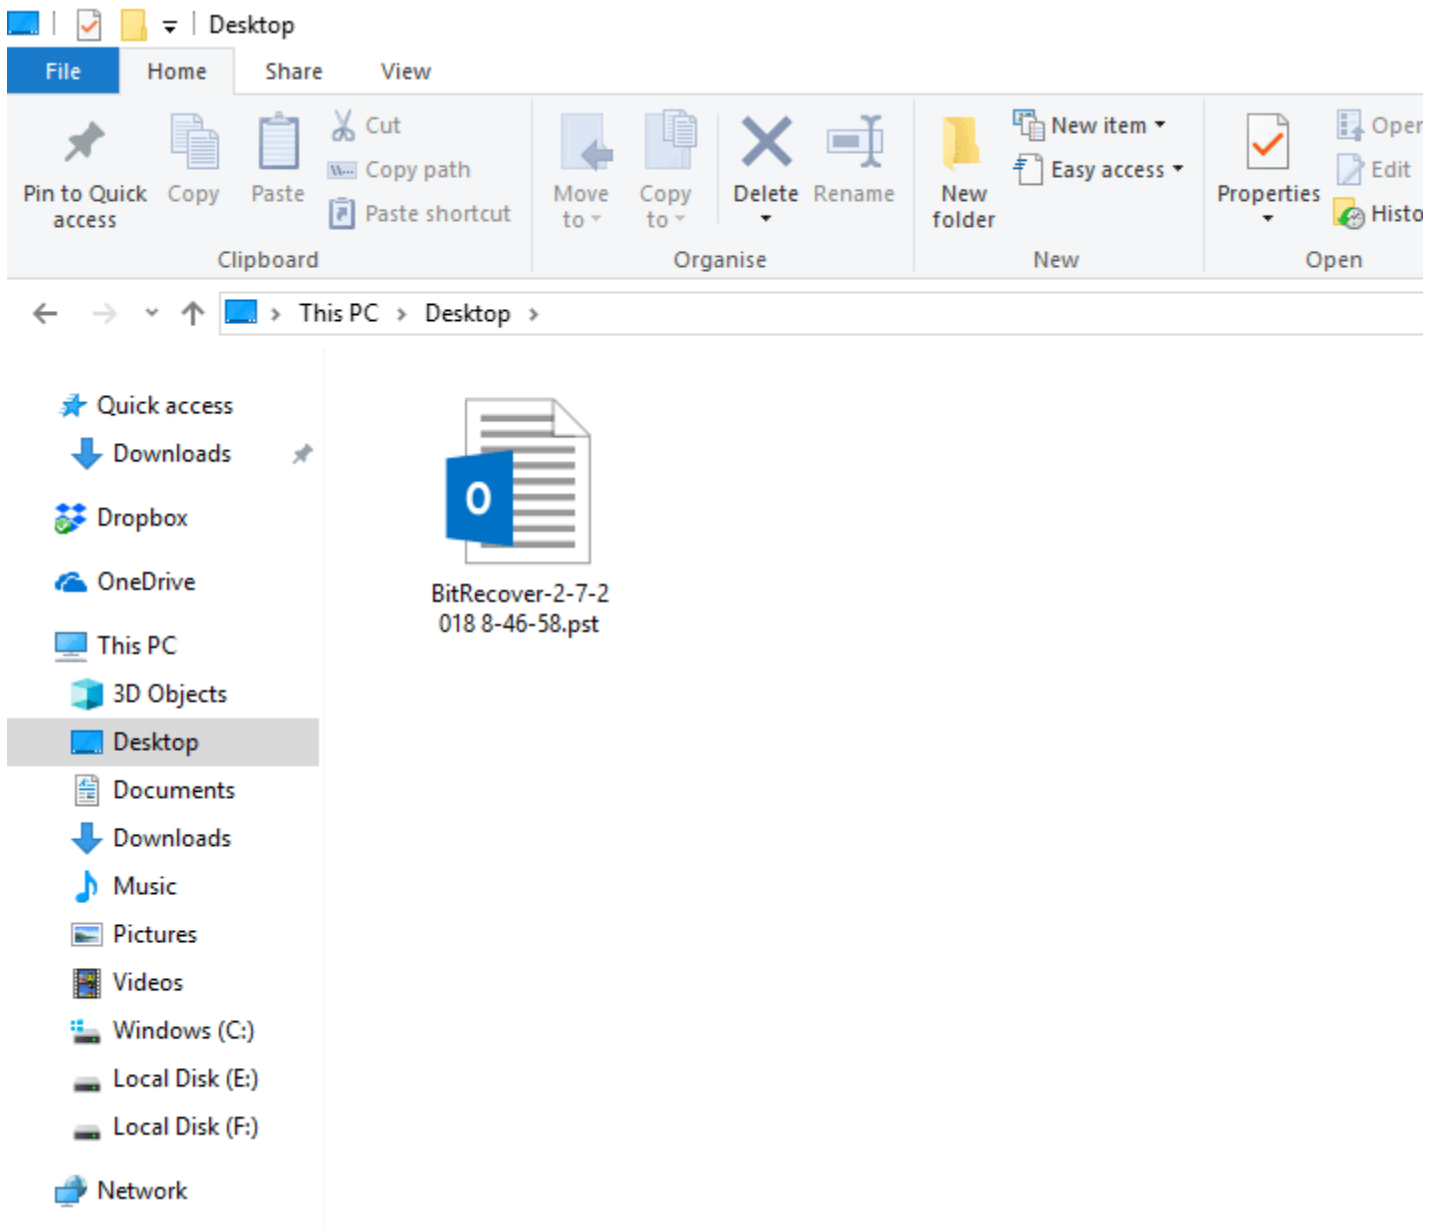 Desktop
File Home Share View
Pin to Quick access
Copy
Paste
Cut
Copy path
Paste shortcut
Clipboard
Move to
Copy to
Delete
Rename
Organise
New folder
New item
Easy access
New
Properties
Oper
Edit
Histo
Open
This PC > Desktop >
Quick access
Downloads
Dropbox
OneDrive
This PC
3D Objects
Desktop
Documents
Downloads
Music
Pictures
Videos
Windows (C:)
Local Disk (E:)
Local Disk (F:)
Network
O
BitRecover-2-7-2
018 8-46-58.pst